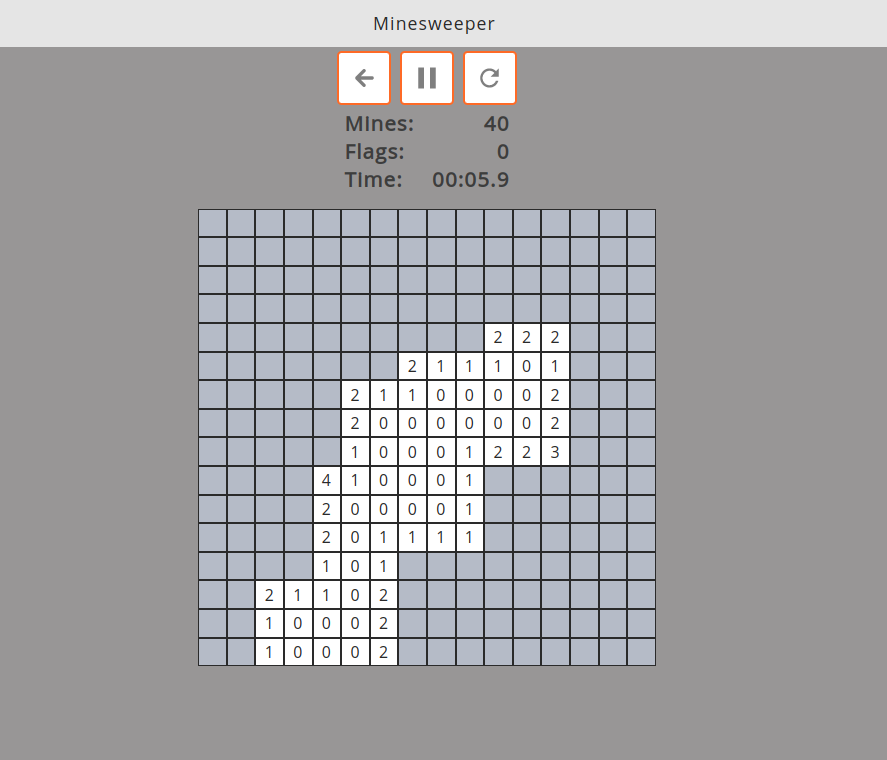 Minesweeper
MInes: 40
Flags: 0
TIme: 00:05.9
2 2 2
2 1 1 1 0 1
2 1 1 0 0 0 0 2
2 0 0 0 0 0 0 2
1 0 0 0 1 2 2 3
4 1 0 0 0 1
2 0 0 0 0 1
2 0 1 1 1 1
1 0 1
2 1 1 0 2
1 0 0 0 2
1 0 0 0 2